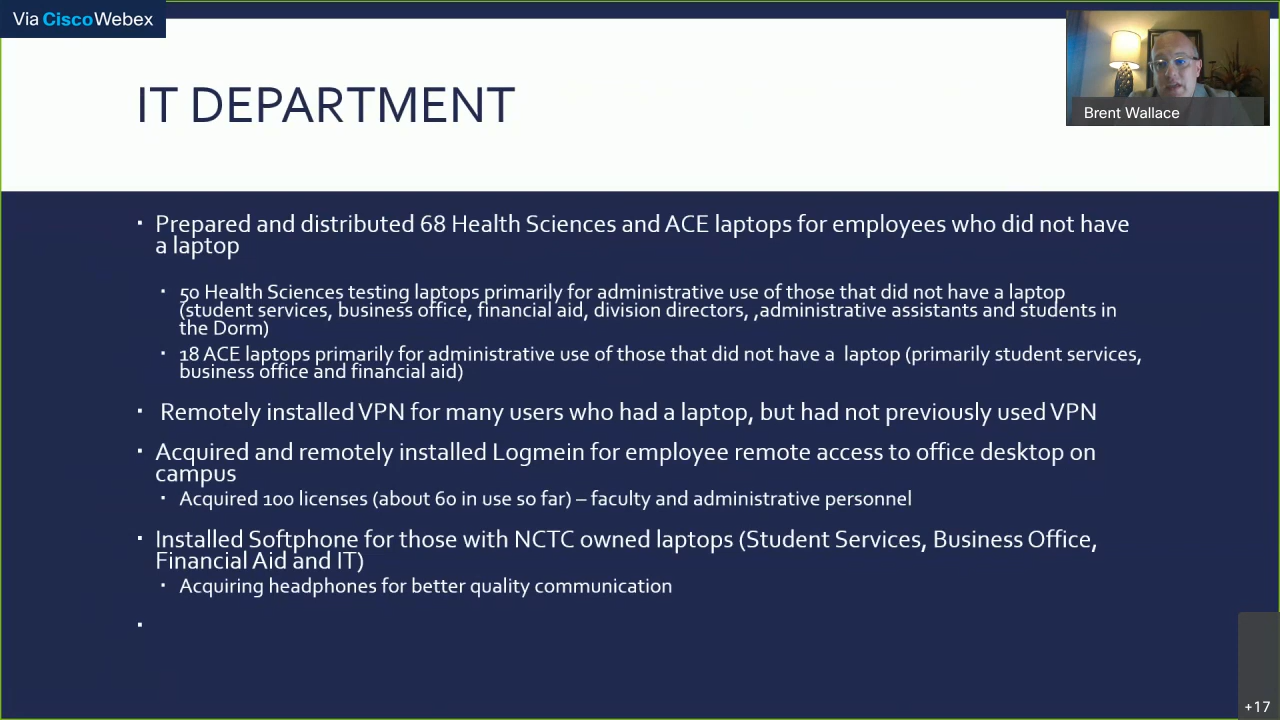 Via CiscoWebex
IT DEPARTMENT
Brent Wallace
▪ Prepared and distributed 68 Health Sciences and ACE laptops for employees who did not have
a laptop
▪ 50 Health Sciences testing laptops primarily for administrative use of those that did not have a laptop
(student services, business office, financial aid, division directors, ,administrative assistants and students in
the Dorm)
▪ 18 ACE laptops primarily for administrative use of those that did not have a  laptop (primarily student services,
business office and financial aid)
▪ Remotely installed VPN for many users who had a laptop, but had not previously used VPN
▪ Acquired and remotely installed Logmein for employee remote access to office desktop on
campus
▪ Acquired 100 licenses (about 60 in use so far) – faculty and administrative personnel
▪ Installed Softphone for those with NCTC owned laptops (Student Services, Business Office,
Financial Aid and IT)
▪ Acquiring headphones for better quality communication
▪
+17